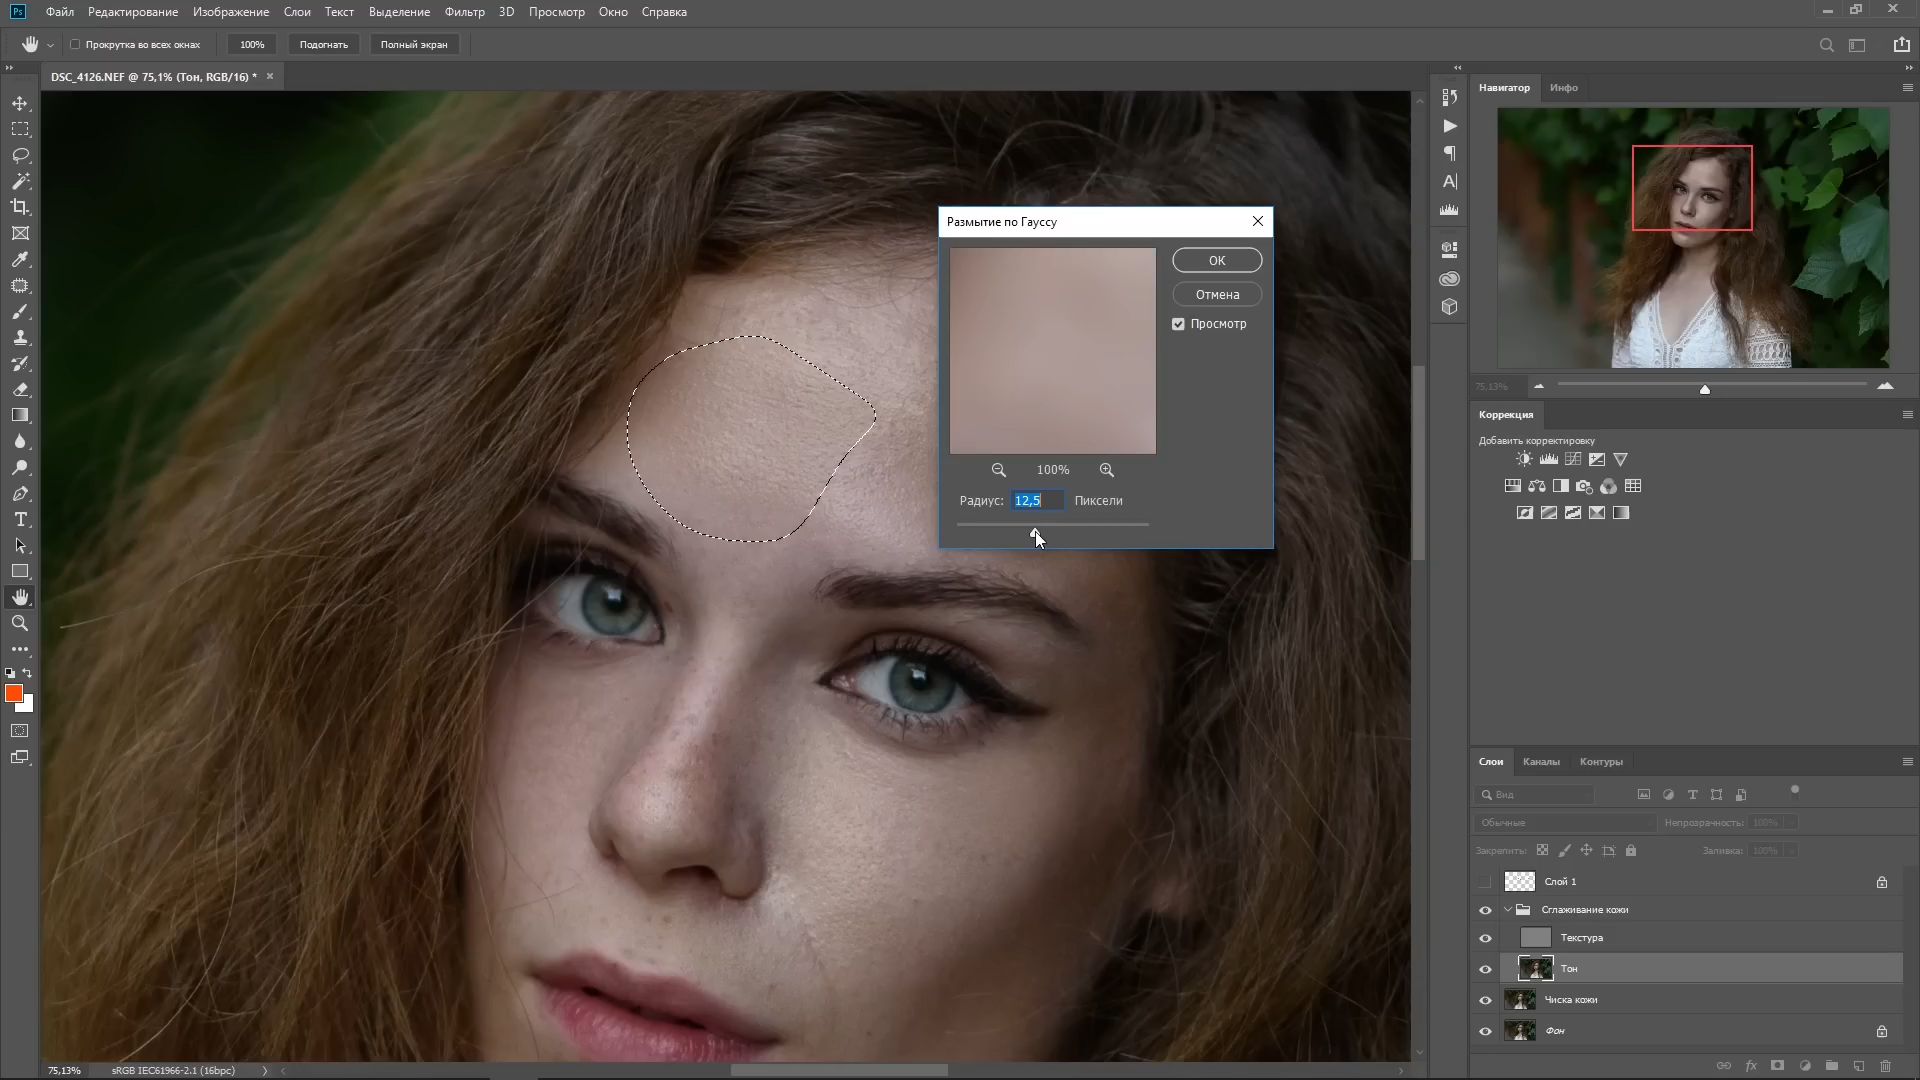 Ps Файл Редактирование Изображение Слои Текст Выделение Фильтр 3D Просмотр Окно Справка
Прокрутка во всех окнах 100% Подогнать Полный экран
DSC_4126.NEF @ 75,1% (Тон, RGB/16) *
Навигатор Инфо
Размытие по Гауссу
ОК
Отмена
Просмотр
100%
Радиус: 12,5 Пиксели
75,13%
Коррекция
Добавить корректировку
Слои Каналы Контуры
Вид
Обычные Непрозрачность: 100%
Закрепить: Заливка: 100%
Слой 1
Сглаживание кожи
Текстура
Тон
Чиска кожи
Фон
fx
75,13% sRGB IEC61966-2.1 (16bpc)